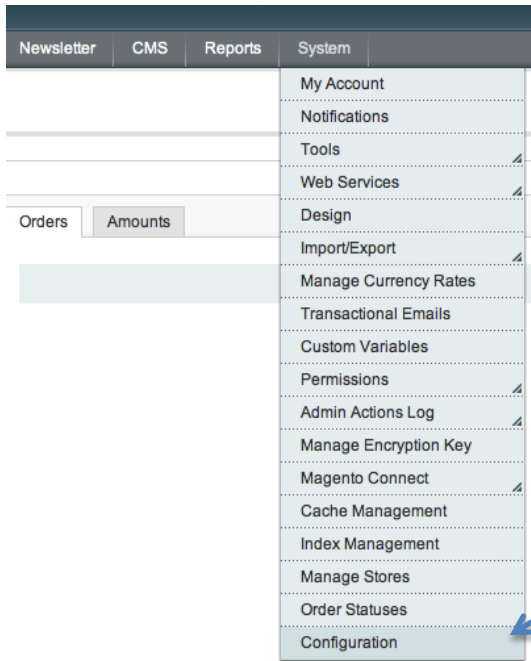 Newsletter CMS Reports System
My Account
Notifications
Tools
Web Services
Orders Amounts
Design
Import/Export
Manage Currency Rates
Transactional Emails
Custom Variables
Permissions
Admin Actions Log
Manage Encryption Key
Magento Connect
Cache Management
Index Management
Manage Stores
Order Statuses
Configuration